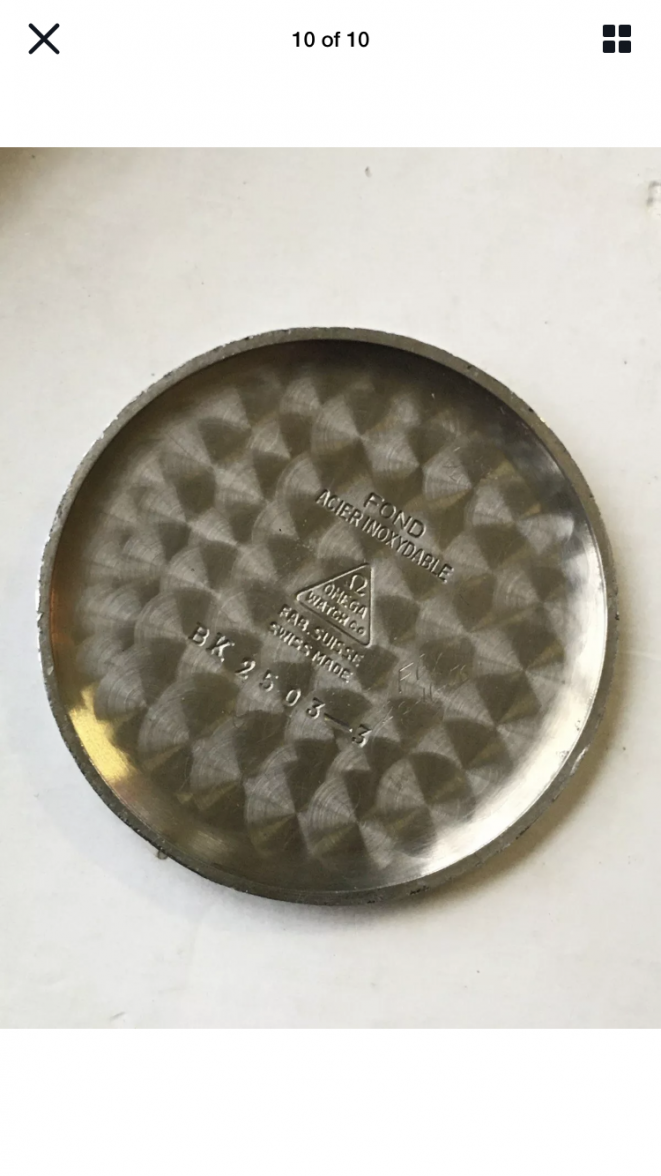 10 of 10
FOND
ACIER INOXYDABLE
Ω
OMEGA
WATCH Co
FAB. SUISSE
SWISS MADE
BK 2503-3